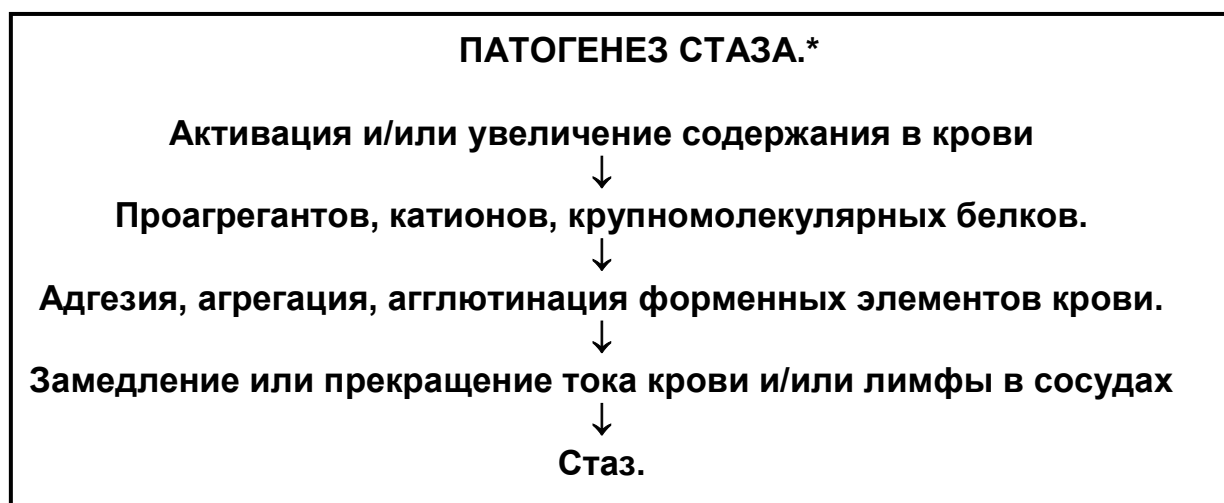 ПАТОГЕНЕЗ СТАЗА.*
Активация и/или увеличение содержания в крови
↓
Проагрегантов, катионов, крупномолекулярных белков.
↓
Адгезия, агрегация, агглютинация форменных элементов крови.
↓
Замедление или прекращение тока крови и/или лимфы в сосудах
↓
Стаз.